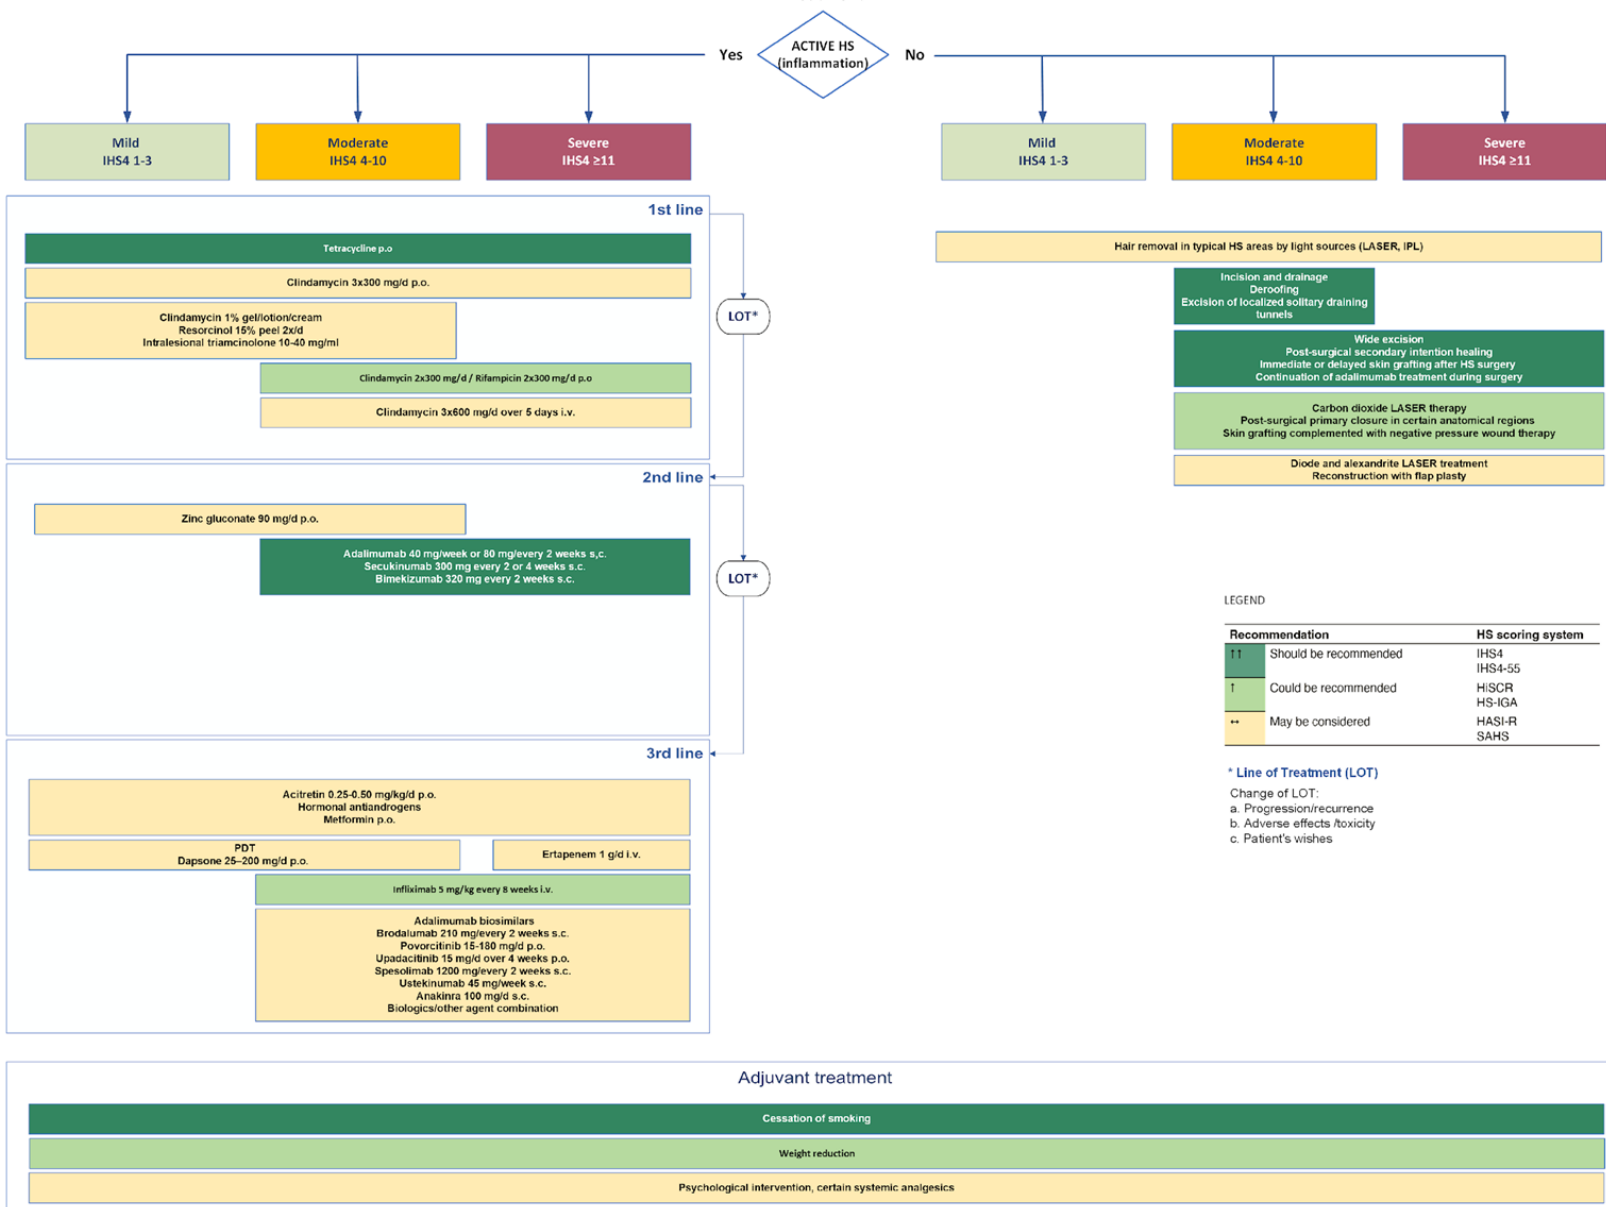 ACTIVE HS
(inflammation)
Yes
No
Mild
IHS4 1-3
Moderate
IHS4 4-10
Severe
IHS4 ≥11
Mild
IHS4 1-3
Moderate
IHS4 4-10
Severe
IHS4 ≥11
1st line
Tetracycline p.o
Clindamycin 3x300 mg/d p.o.
Clindamycin 1% gel/lotion/cream
Resorcinol 15% peel 2x/d
Intralesional triamcinolone 10-40 mg/ml
Clindamycin 2x300 mg/d / Rifampicin 2x300 mg/d p.o
Clindamycin 3x600 mg/d over 5 days i.v.
LOT*
2nd line
Zinc gluconate 90 mg/d p.o.
Adalimumab 40 mg/week or 80 mg/every 2 weeks s,c.
Secukinumab 300 mg every 2 or 4 weeks s.c.
Bimekizumab 320 mg every 2 weeks s.c.
LOT*
3rd line
Acitretin 0.25-0.50 mg/kg/d p.o.
Hormonal antiandrogens
Metformin p.o.
PDT
Dapsone 25–200 mg/d p.o.
Ertapenem 1 g/d i.v.
Infliximab 5 mg/kg every 8 weeks i.v.
Adalimumab biosimilars
Brodalumab 210 mg/every 2 weeks s.c.
Povorcitinib 15-180 mg/d p.o.
Upadacitinib 15 mg/d over 4 weeks p.o.
Spesolimab 1200 mg/every 2 weeks s.c.
Ustekinumab 45 mg/week s.c.
Anakinra 100 mg/d s.c.
Biologics/other agent combination
Hair removal in typical HS areas by light sources (LASER, IPL)
Incision and drainage
Deroofing
Excision of localized solitary draining
tunnels
Wide excision
Post-surgical secondary intention healing
Immediate or delayed skin grafting after HS surgery
Continuation of adalimumab treatment during surgery
Carbon dioxide LASER therapy
Post-surgical primary closure in certain anatomical regions
Skin grafting complemented with negative pressure wound therapy
Diode and alexandrite LASER treatment
Reconstruction with flap plasty
LEGEND
Recommendation HS scoring system
↑↑ Should be recommended IHS4
IHS4-55
↑ Could be recommended HiSCR
HS-IGA
↔ May be considered HASI-R
SAHS
* Line of Treatment (LOT)
Change of LOT:
a. Progression/recurrence
b. Adverse effects /toxicity
c. Patient's wishes
Adjuvant treatment
Cessation of smoking
Weight reduction
Psychological intervention, certain systemic analgesics